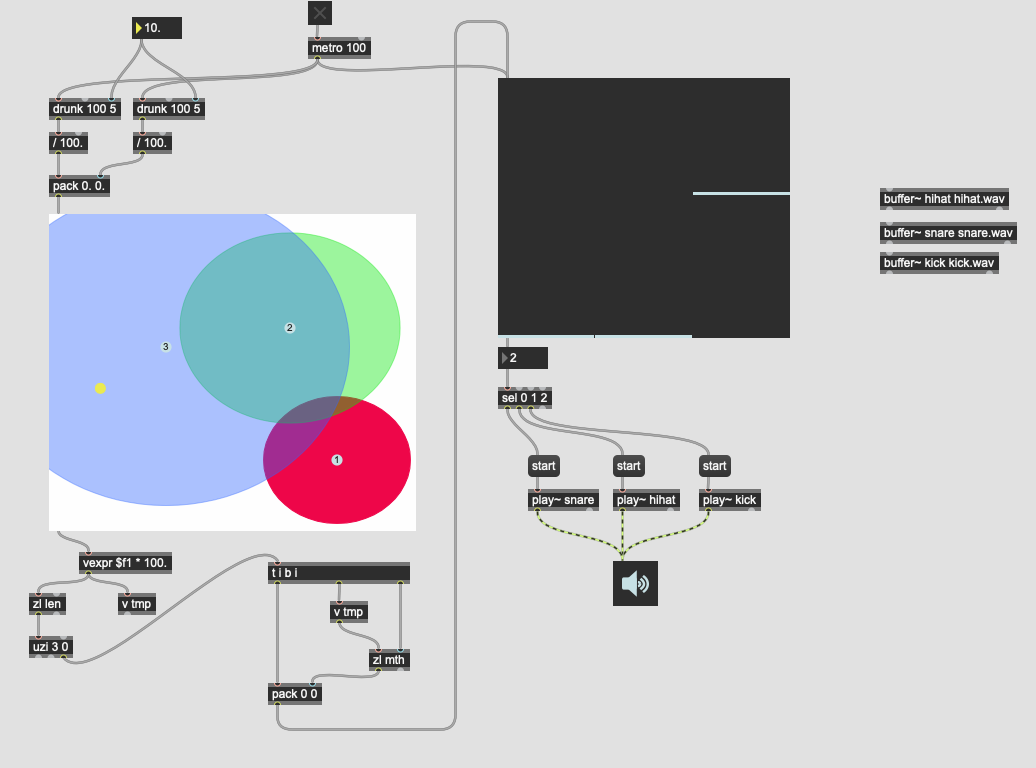 10.
metro 100
drunk 100 5
drunk 100 5
/ 100.
/ 100.
pack 0. 0.
buffer~ hihat hihat.wav
buffer~ snare snare.wav
buffer~ kick kick.wav
2
3
1
2
sel 0 1 2
start
start
start
play~ snare
play~ hihat
play~ kick
vexpr $f1 * 100.
zl len
v tmp
uzi 3 0
t i b i
v tmp
zl mth
pack 0 0